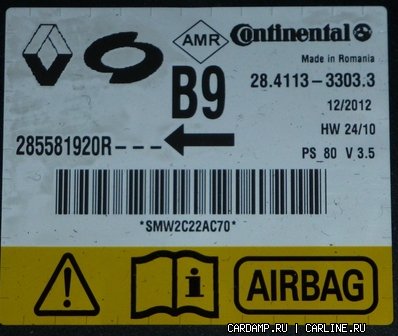 AMR Continental
Made in Romania
B9 28.4113-3303.3
12/2012
HW 24/10
285581920R---
PS_80 V 3.5
*SMW2C22AC70*
i AIRBAG
CARDAMP.RU | CARLINE.RU